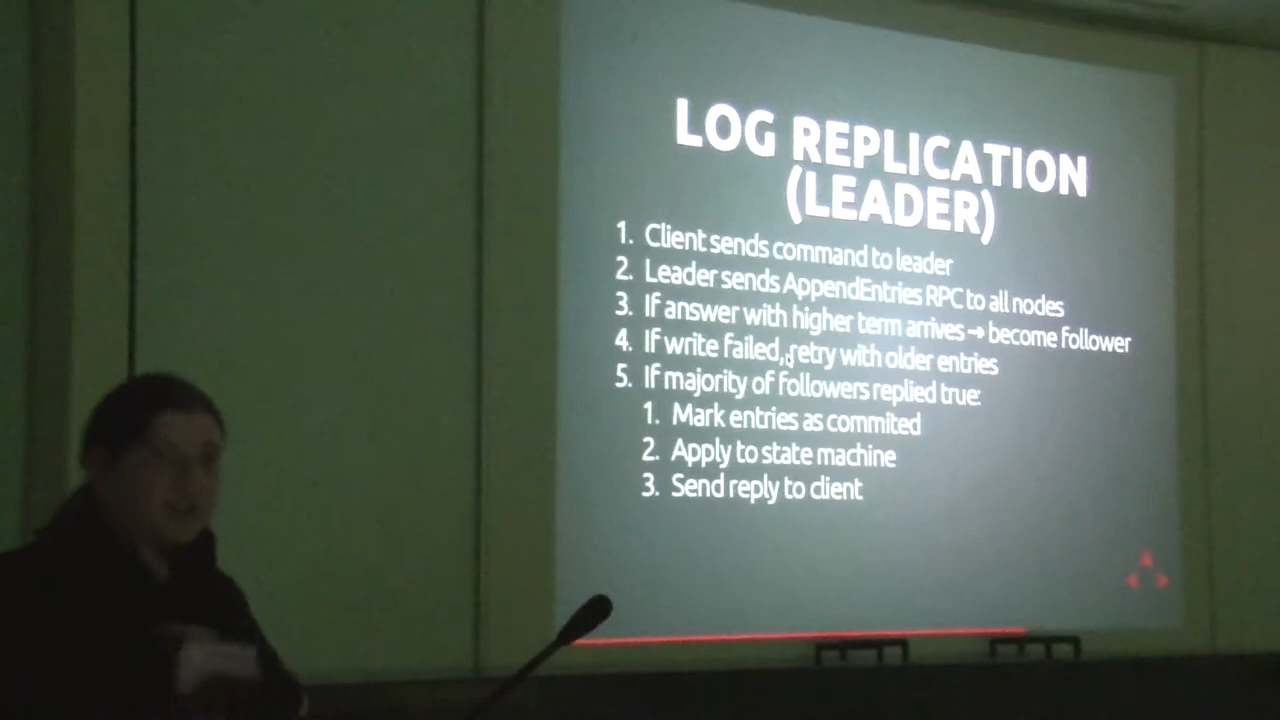 LOG REPLICATION
(LEADER)
1. Client sends command to leader
2. Leader sends AppendEntries RPC to all nodes
3. If answer with higher term arrives → become follower
4. If write failed, retry with older entries
5. If majority of followers replied true:
1. Mark entries as commited
2. Apply to state machine
3. Send reply to client